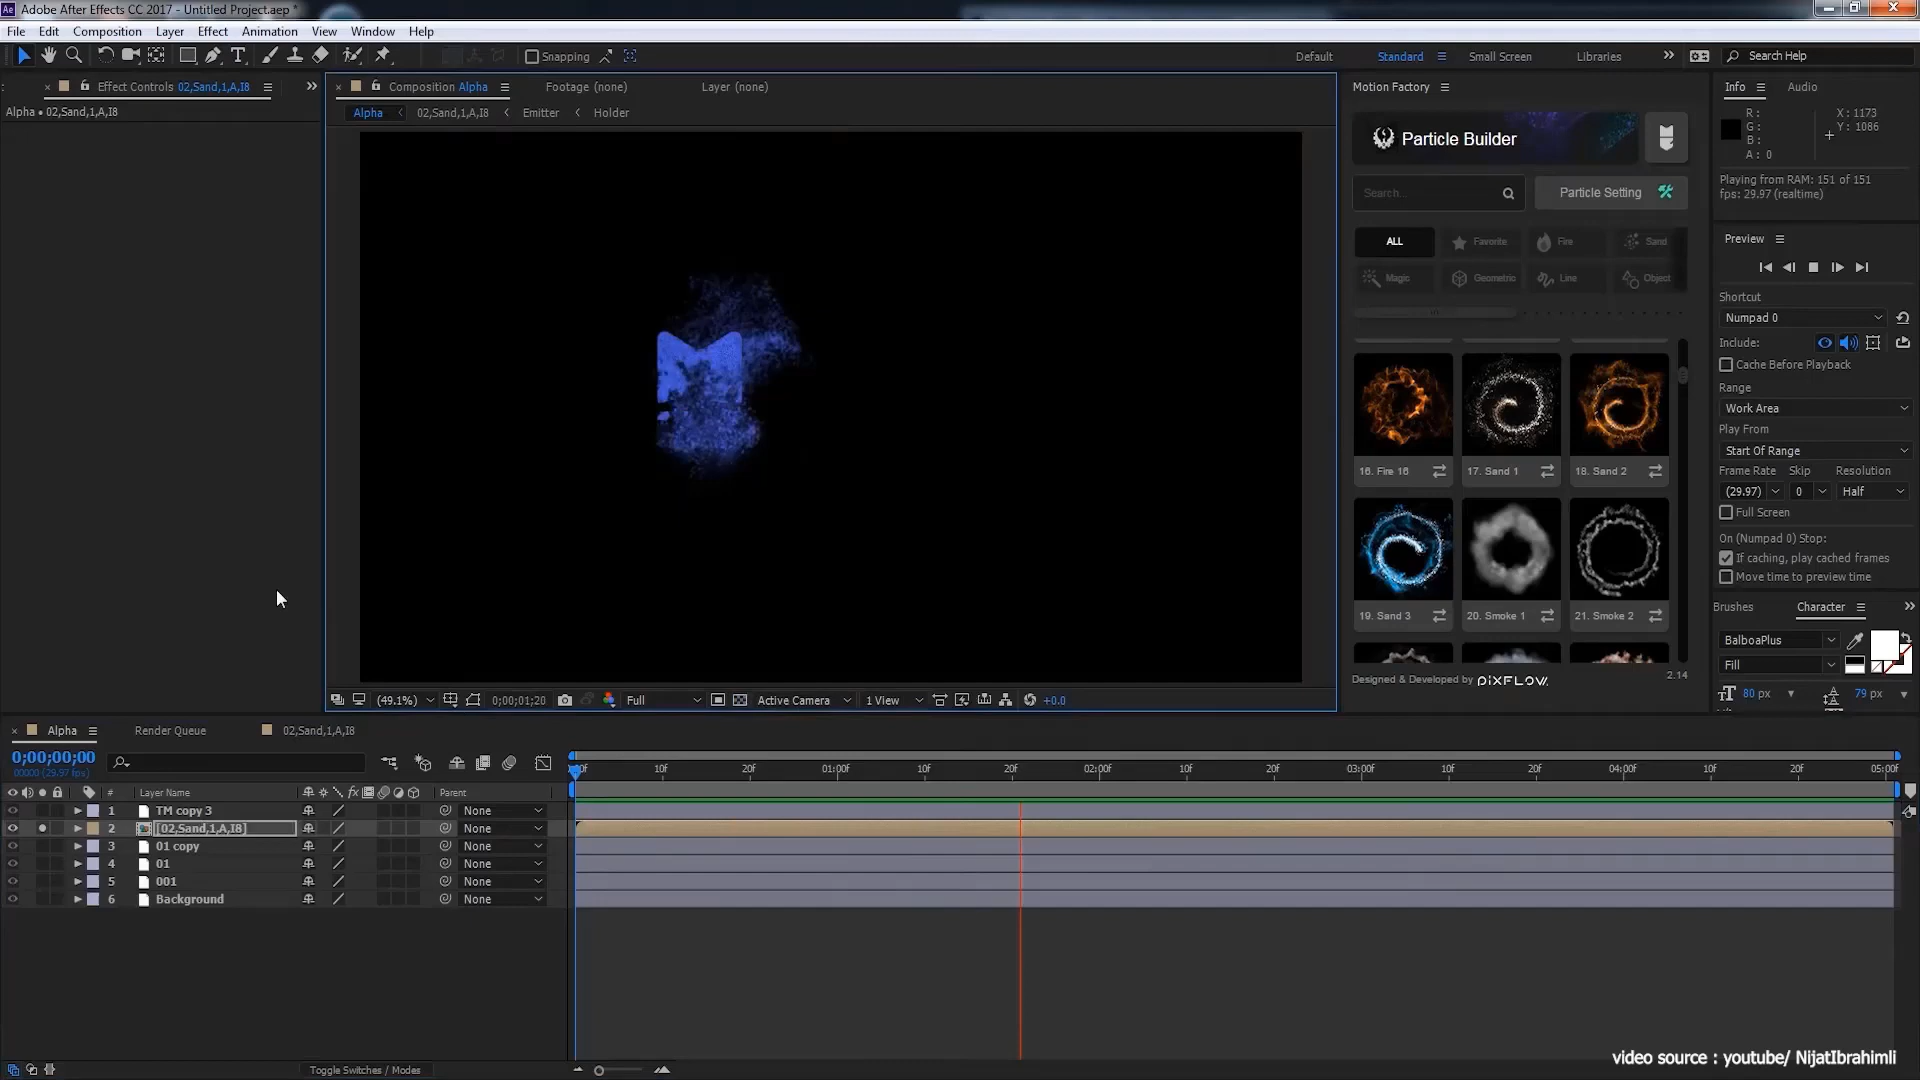 Adobe After Effects CC 2017 - Untitled Project.aep *
File Edit Composition Layer Effect Animation View Window Help
Snapping
Default Standard Small Screen Libraries Search Help
Effect Controls 02,Sand,1,A,I8
Alpha • 02,Sand,1,A,I8
Composition Alpha Footage (none) Layer (none)
Alpha 02,Sand,1,A,I8 Emitter Holder
(49.1%) 0;00;01;20 Full Active Camera 1 View +0.0
Motion Factory
Particle Builder
Search... Particle Setting
ALL Favorite Fire Sand
Magic Geometric Line Object
16. Fire 16 17. Sand 1 18. Sand 2
19. Sand 3 20. Smoke 1 21. Smoke 2
Designed & Developed by PIXFLOW. 2.14
Info Audio
R : X : 1173
G : Y : 1086
B :
A : 0
Playing from RAM: 151 of 151
fps: 29.97 (realtime)
Preview
Shortcut
Numpad 0
Include:
Cache Before Playback
Range
Work Area
Play From
Start Of Range
Frame Rate Skip Resolution
(29.97) 0 Half
Full Screen
On (Numpad 0) Stop:
If caching, play cached frames
Move time to preview time
Brushes Character
BalboaPlus
Fill
80 px 79 px
Alpha Render Queue 02,Sand,1,A,I8
0;00;00;00
00000 (29.97 fps)
10f 20f 01:00f 10f 20f 02:00f 10f 20f 03:00f 10f 20f 04:00f 10f 20f 05:00f
# Layer Name Parent
1 TM copy 3 None
2 [02,Sand,1,A,I8] None
3 01 copy None
4 01 None
5 001 None
6 Background None
Toggle Switches / Modes
video source : youtube/ NijatIbrahimli